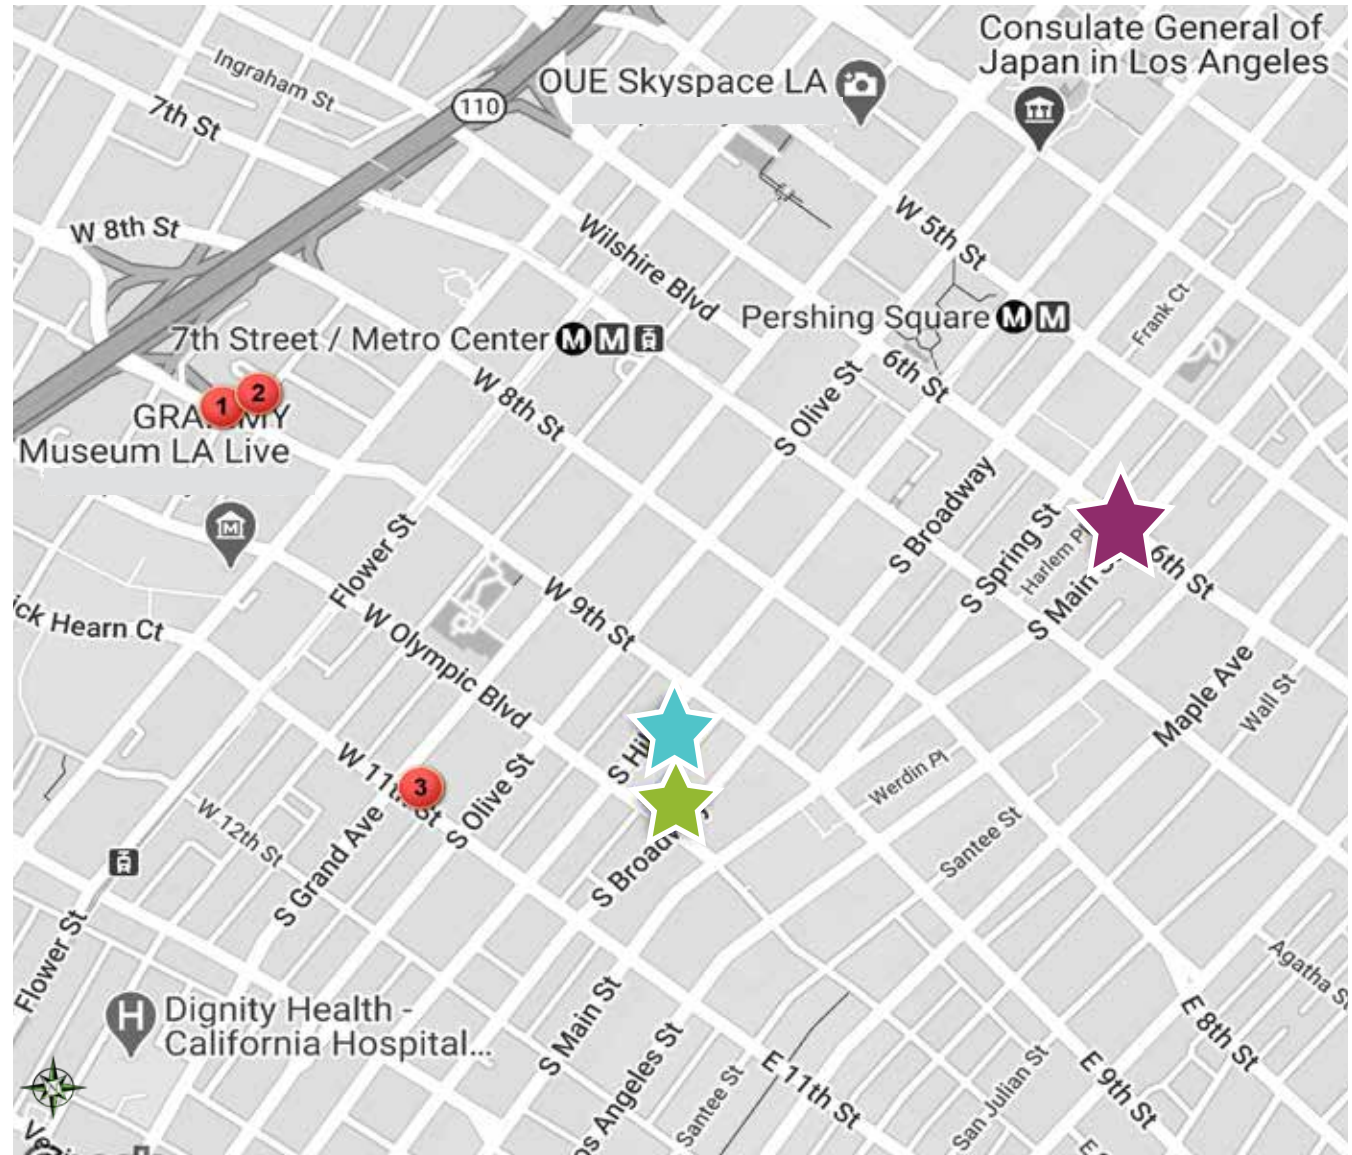 Consulate General of
Japan in Los Angeles
OUE Skyspace LA
Ingraham St
110
7th St
W 8th St
W 5th St
Wilshire Blvd
Frank Ct
Pershing Square M M
7th Street / Metro Center M M
6th St
W 8th St
S Olive St
1
2
GRA
MY
Museum LA Live
M
S Broadway
S Spring St
Harlem Pl
S Main
6th St
Flower St
W 9th St
ick Hearn Ct
W Olympic Blvd
Maple Ave
Wall St
S Hi
W 11th St
3
S Olive St
Werdin Pl
W 12th St
S Grand Ave
S Broadway
Santee St
Flower St
Agatha St
H
Dignity Health -
California Hospital...
S Main St
os Angeles St
Santee St
E 11th St
San Julian St
E 9th St
E 8th St
N